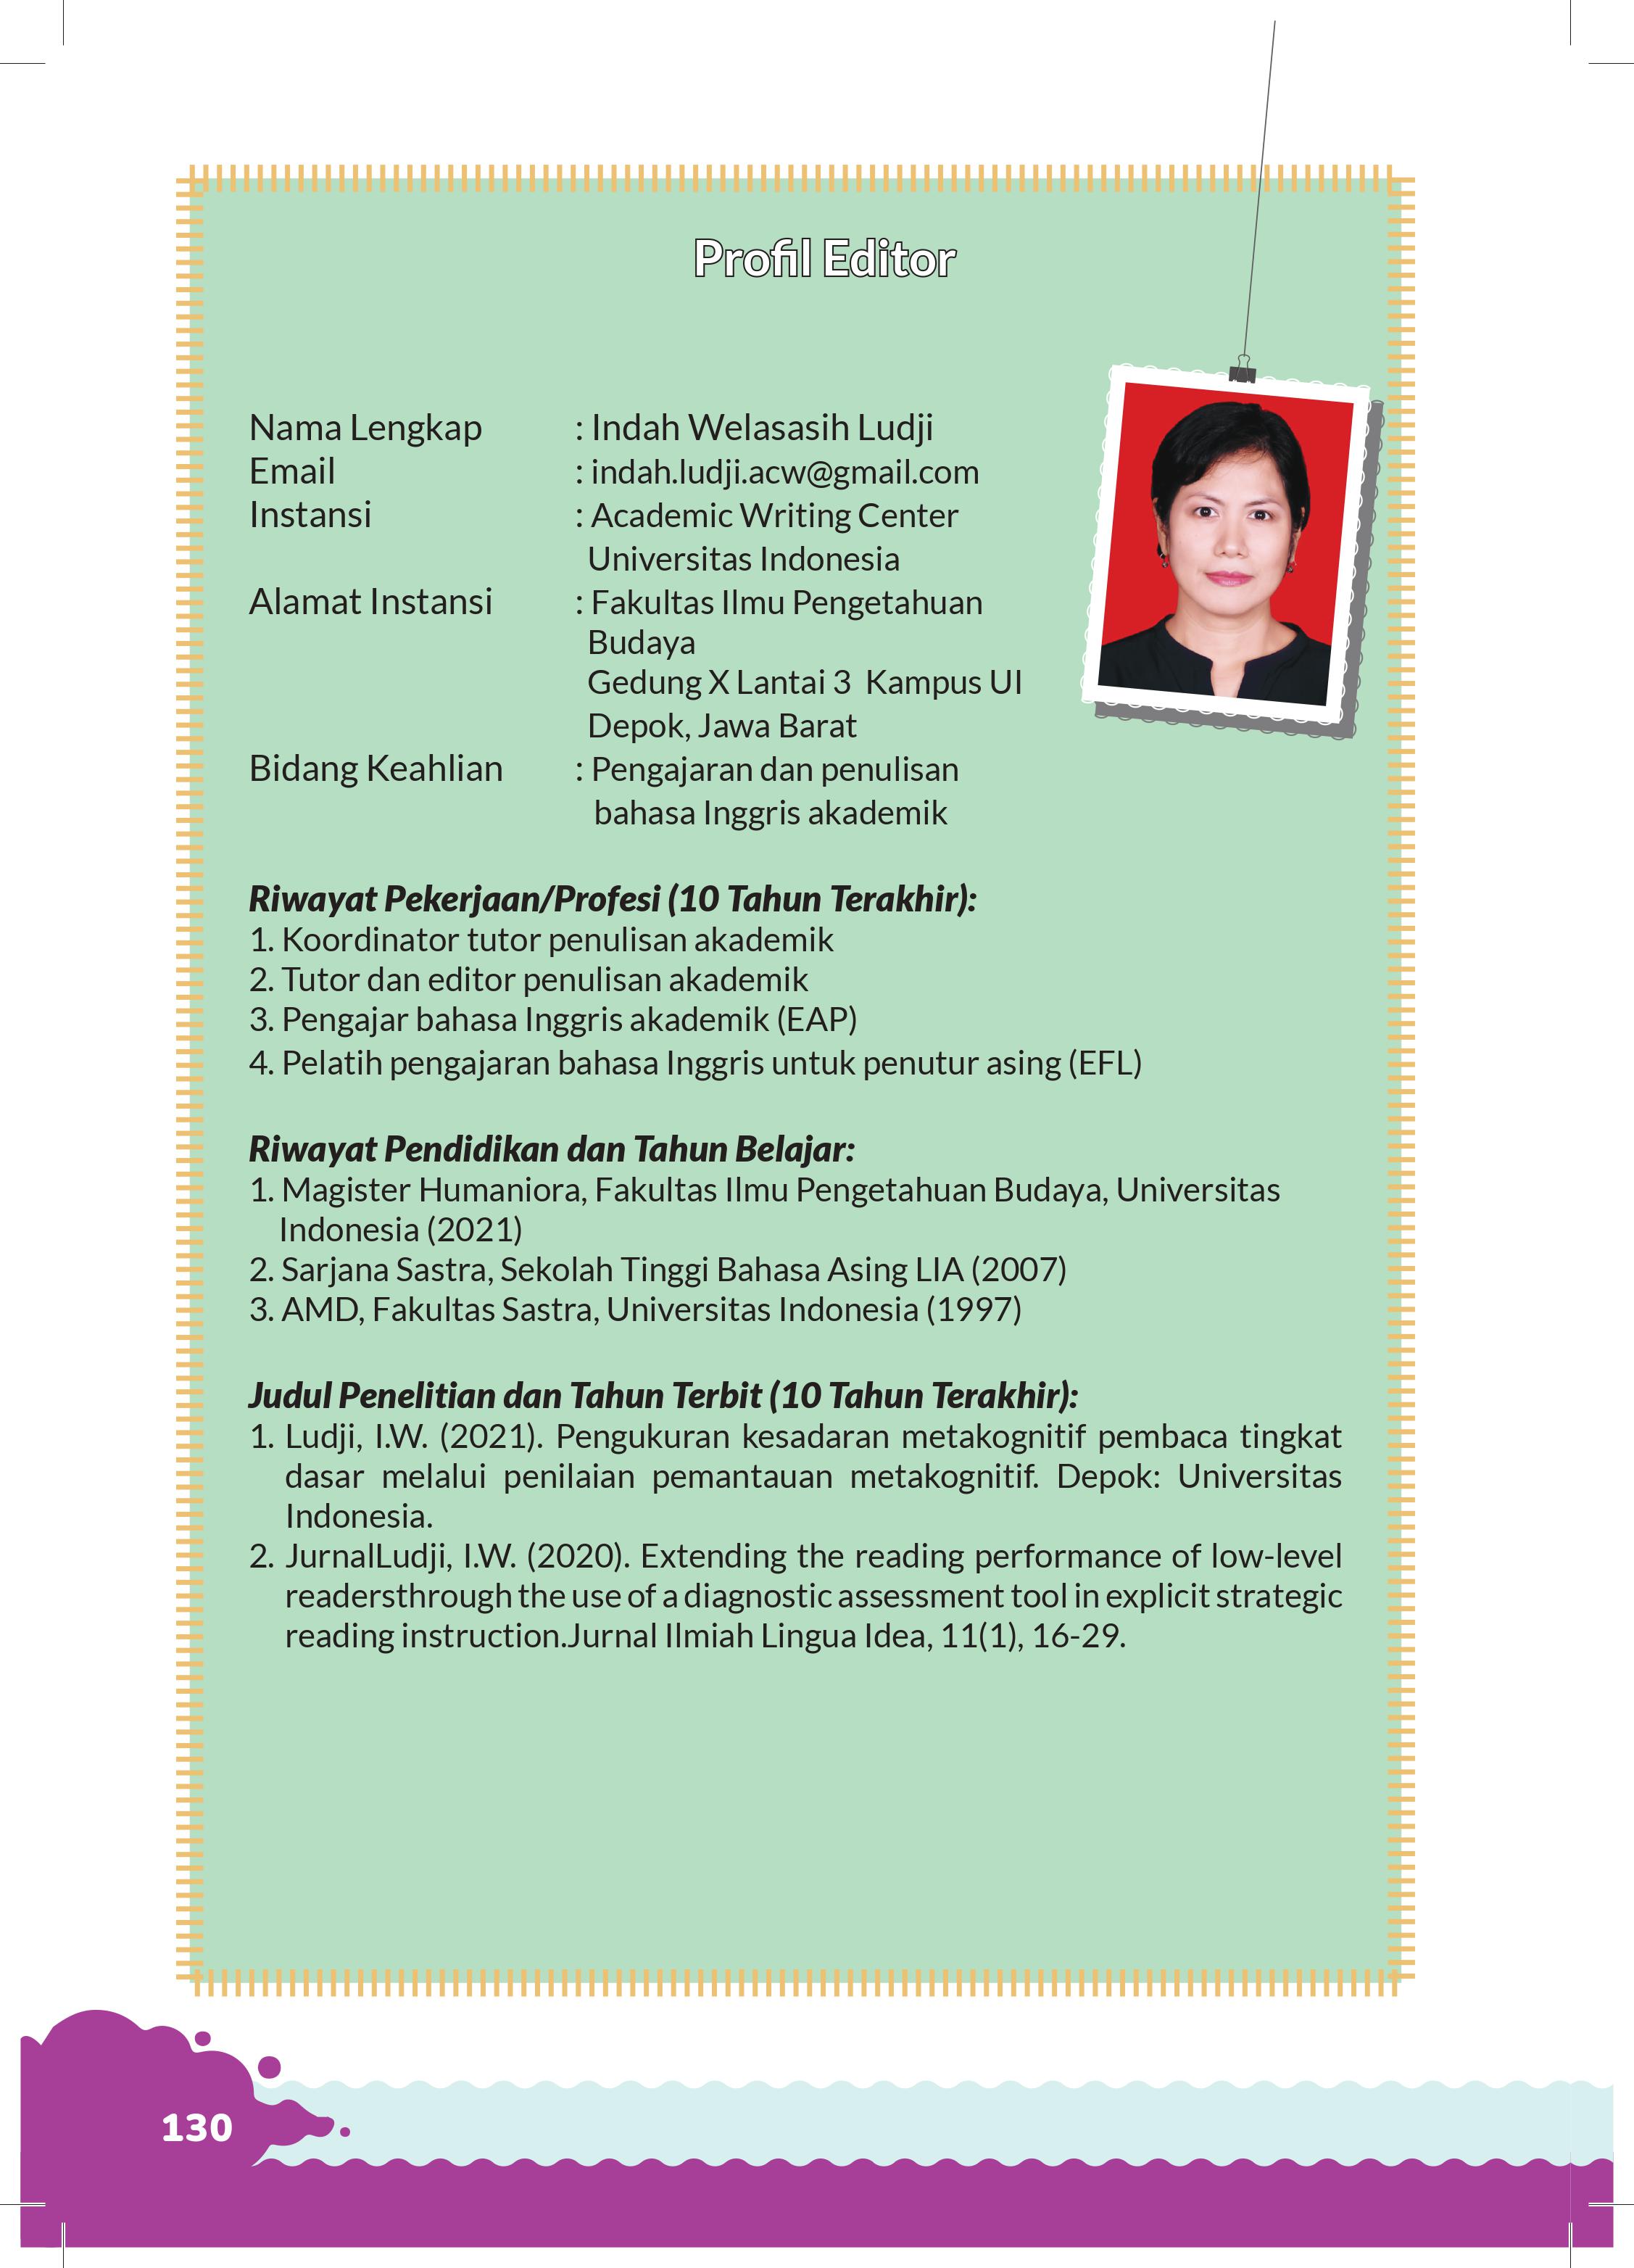 Profil Editor
Nama Lengkap : Indah Welasasih Ludji
Email : indah.ludji.acw@gmail.com
Instansi : Academic Writing Center
Universitas Indonesia
Alamat Instansi : Fakultas Ilmu Pengetahuan
Budaya
Gedung X Lantai 3 Kampus UI
Depok, Jawa Barat
Bidang Keahlian : Pengajaran dan penulisan
bahasa Inggris akademik
Riwayat Pekerjaan/Profesi (10 Tahun Terakhir):
1. Koordinator tutor penulisan akademik
2. Tutor dan editor penulisan akademik
3. Pengajar bahasa Inggris akademik (EAP)
4. Pelatih pengajaran bahasa Inggris untuk penutur asing (EFL)
Riwayat Pendidikan dan Tahun Belajar:
1. Magister Humaniora, Fakultas Ilmu Pengetahuan Budaya, Universitas
Indonesia (2021)
2. Sarjana Sastra, Sekolah Tinggi Bahasa Asing LIA (2007)
3. AMD, Fakultas Sastra, Universitas Indonesia (1997)
Judul Penelitian dan Tahun Terbit (10 Tahun Terakhir):
1. Ludji, I.W. (2021). Pengukuran kesadaran metakognitif pembaca tingkat
dasar melalui penilaian pemantauan metakognitif. Depok: Universitas
Indonesia.
2. JurnalLudji, I.W. (2020). Extending the reading performance of low-level
readersthrough the use of a diagnostic assessment tool in explicit strategic
reading instruction.Jurnal Ilmiah Lingua Idea, 11(1), 16-29.
130